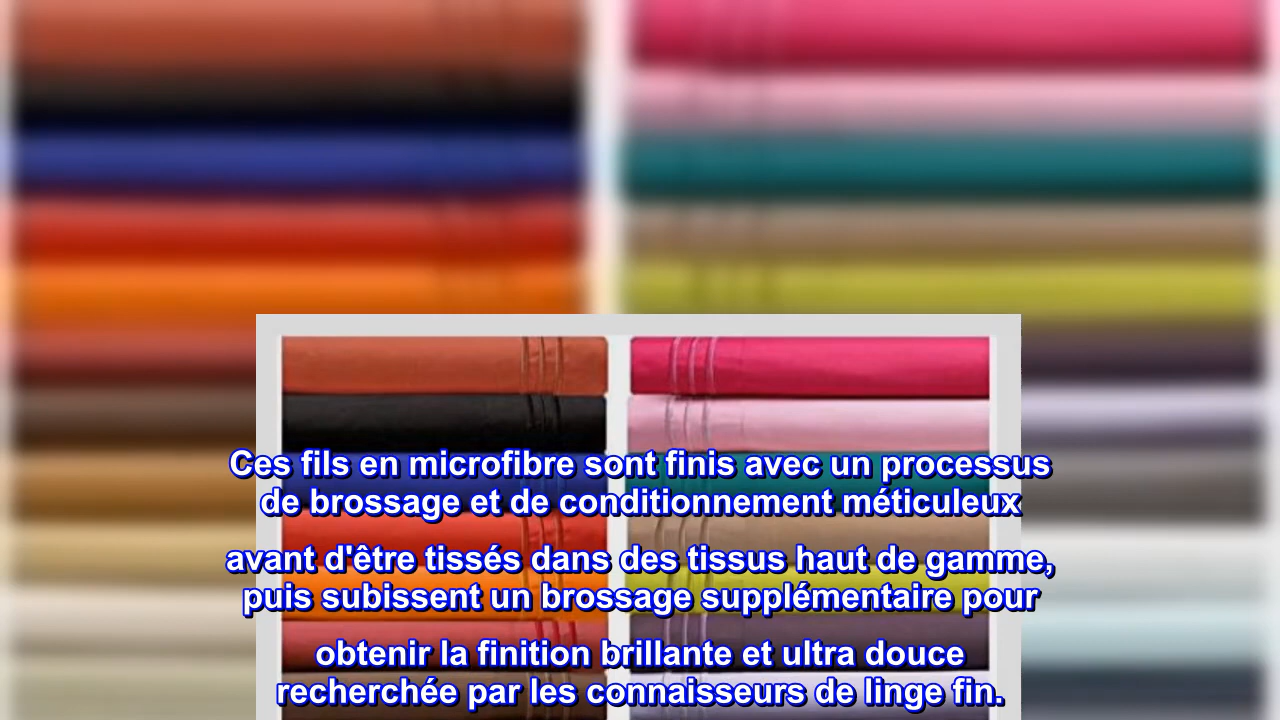 Ces fils en microfibre sont finis avec un processus
de brossage et de conditionnement méticuleux
avant d'être tissés dans des tissus haut de gamme,
puis subissent un brossage supplémentaire pour
obtenir la finition brillante et ultra douce
recherchée par les connaisseurs de linge fin.